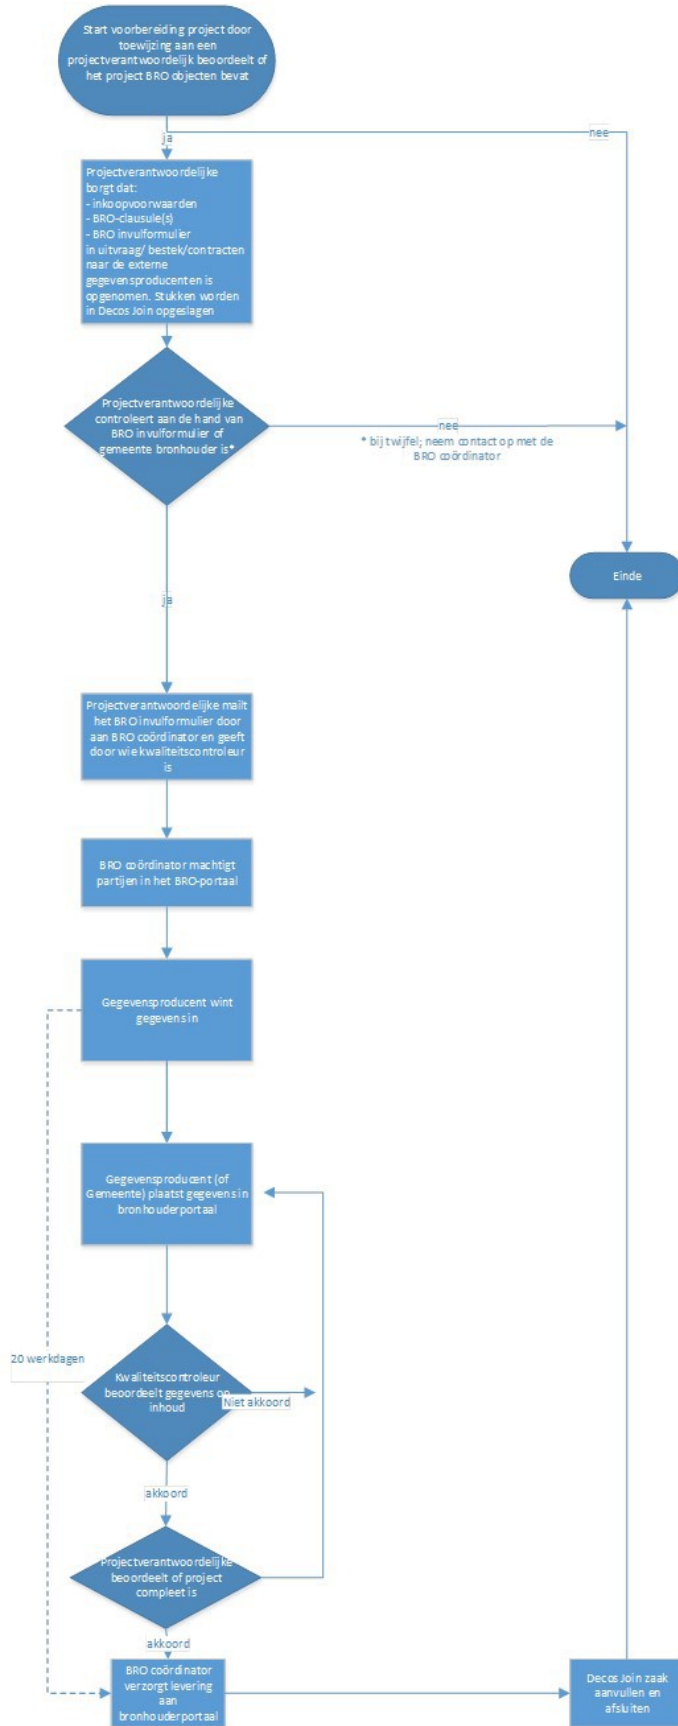 Start voorbereiding project door
toewijzing aan een
projectverantwoordelijk beoordeelt of
het project BRO objecten bevat
ja
nee
Projectverantwoordelijke
borgt dat:
- inkoopvoorwaarden
- BRO-clausule(s)
- BRO invulformulier
in uitvraag/ bestek/contracten
naar de externe
gegevensproducenten is
opgenomen. Stukken worden
in Decos Join opgeslagen
Projectverantwoordelijke
controleert aan de hand van
BRO invulformulier of
gemeente bronhouder is*
nee
* bij twijfel; neem contact op met de
BRO coördinator
Einde
ja
Projectverantwoordelijke mailt
het BRO invulformulier door
aan BRO coördinator en geeft
door wie kwaliteitscontroleur
is
BRO coördinator machtigt
partijen in het BRO-portaal
Gegevensproducent wint
gegevens in
Gegevensproducent (of
Gemeente) plaatst gegevens in
bronhouderportaal
20 werkdagen
Kwaliteitscontroleur
beoordeelt gegevens op
inhoud
Niet akkoord
akkoord
Projectverantwoordelijke
beoordeelt of project
compleet is
akkoord
BRO coördinator
verzorgt levering
aan
bronhouderportaal
Decos Join zaak
aanvullen en
afsluiten